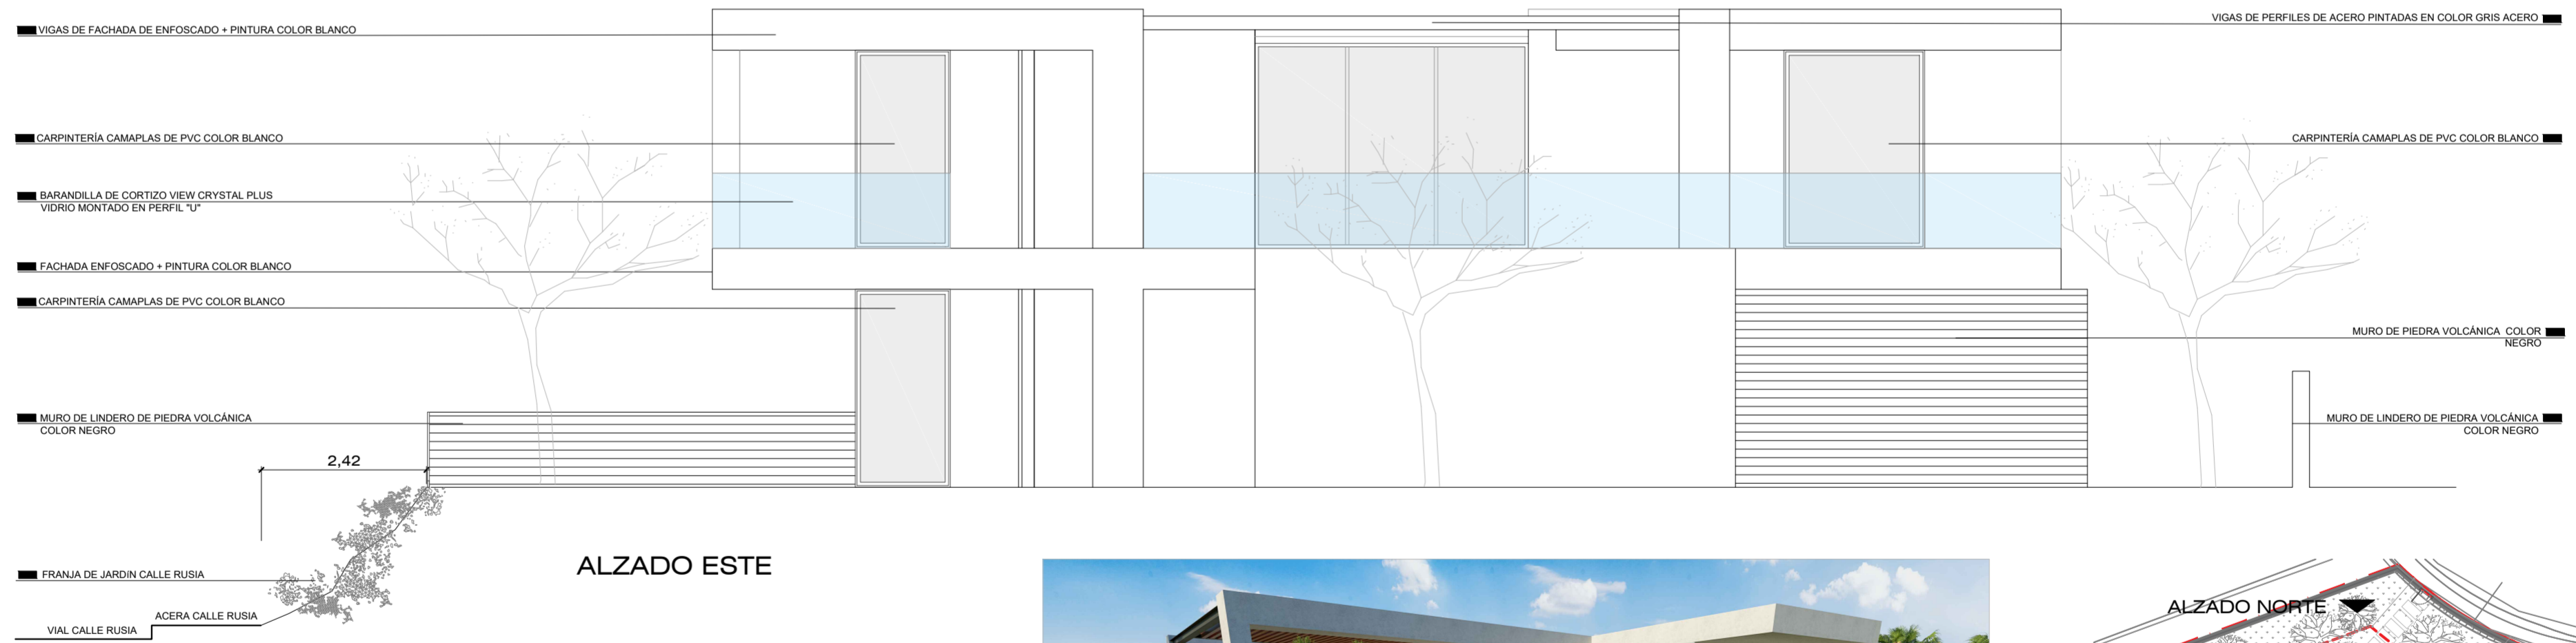 VIGAS DE FACHADA DE ENFOSCADO + PINTURA COLOR BLANCO
VIGAS DE PERFILES DE ACERO PINTADAS EN COLOR GRIS ACERO
CARPINTERÍA CAMAPLAS DE PVC COLOR BLANCO
CARPINTERÍA CAMAPLAS DE PVC COLOR BLANCO
BARANDILLA DE CORTIZO VIEW CRYSTAL PLUS
VIDRIO MONTADO EN PERFIL "U"
FACHADA ENFOSCADO + PINTURA COLOR BLANCO
CARPINTERÍA CAMAPLAS DE PVC COLOR BLANCO
MURO DE PIEDRA VOLCÁNICA COLOR
NEGRO
MURO DE LINDERO DE PIEDRA VOLCÁNICA
COLOR NEGRO
MURO DE LINDERO DE PIEDRA VOLCÁNICA
COLOR NEGRO
2,42
ALZADO ESTE
FRANJA DE JARDíN CALLE RUSIA
ACERA CALLE RUSIA
VIAL CALLE RUSIA
ALZADO NORTE